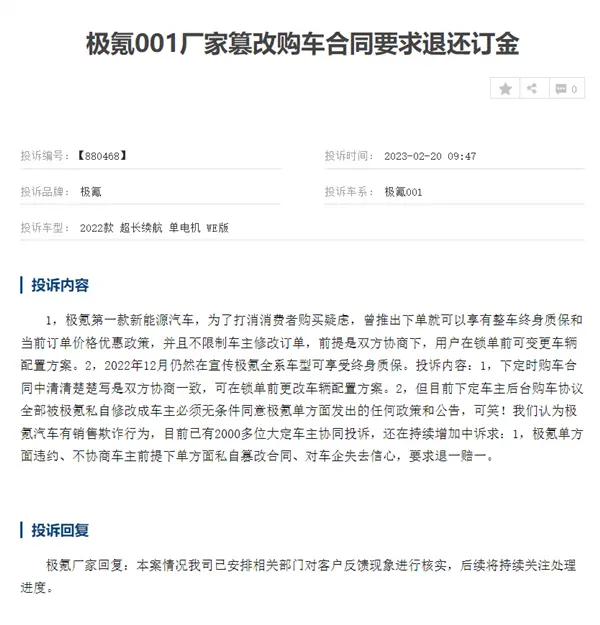 极氪001厂家篡改购车合同要求退还订金
0
投诉编号：【880468】
投诉时间： 2023-02-20 09:47
投诉品牌： 极氪
投诉车系： 极氪001
投诉车型： 2022款 超长续航 单电机 WE版
投诉内容
1，极氪第一款新能源汽车，为了打消消费者购买疑虑，曾推出下单就可以享有整车终身质保和
当前订单价格优惠政策，并且不限制车主修改订单，前提是双方协商下，用户在锁单前可变更车辆
配置方案。2，2022年12月仍然在宣传极氪全系车型可享受终身质保。投诉内容：1，下定时购车合
同中清清楚楚写是双方协商一致，可在锁单前更改车辆配置方案。2，但目前下定车主后台购车协议
全部被极氪私自修改成车主必须无条件同意极氪单方面发出的任何政策和公告，可笑！我们认为极
氪汽车有销售欺诈行为，目前已有2000多位大定车主协同投诉，还在持续增加中诉求：1，极氪单方
面违约、不协商车主前提下单方面私自篡改合同、对车企失去信心，要求退一赔一。
投诉回复
极氪厂家回复：本案情况我司已安排相关部门对客户反馈现象进行核实，后续将持续关注处理
进度。